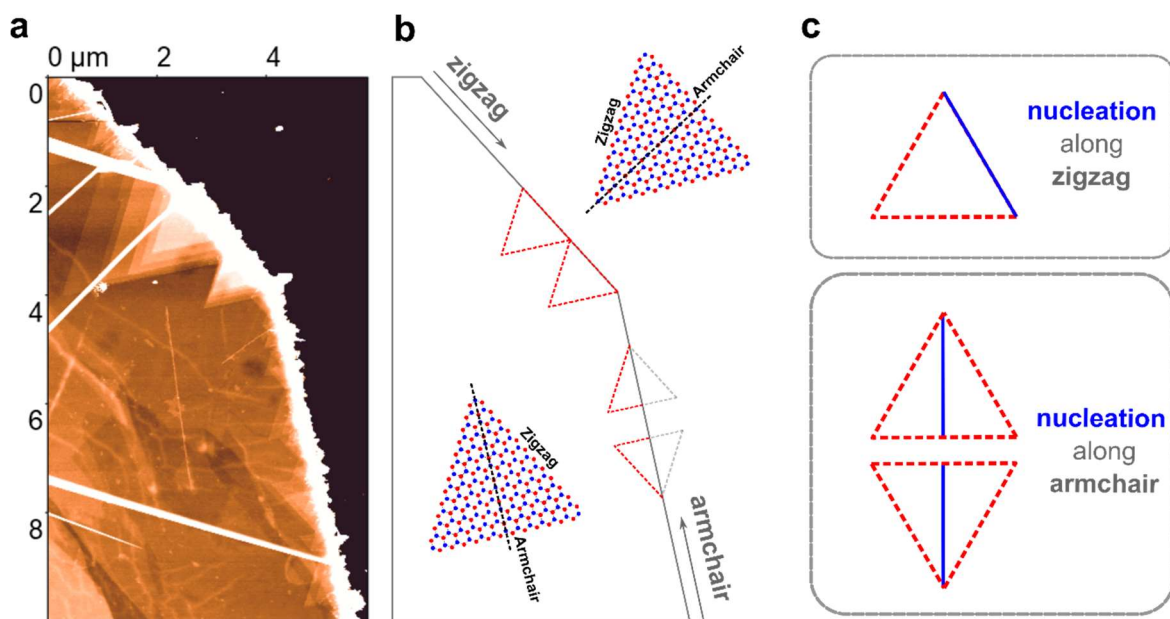 a
0 μm 2 4
0
2
4
6
8
b
zigzag
Zigzag
Armchair
Zigzag
Armchair
armchair
c
nucleation
along
zigzag
nucleation
along
armchair